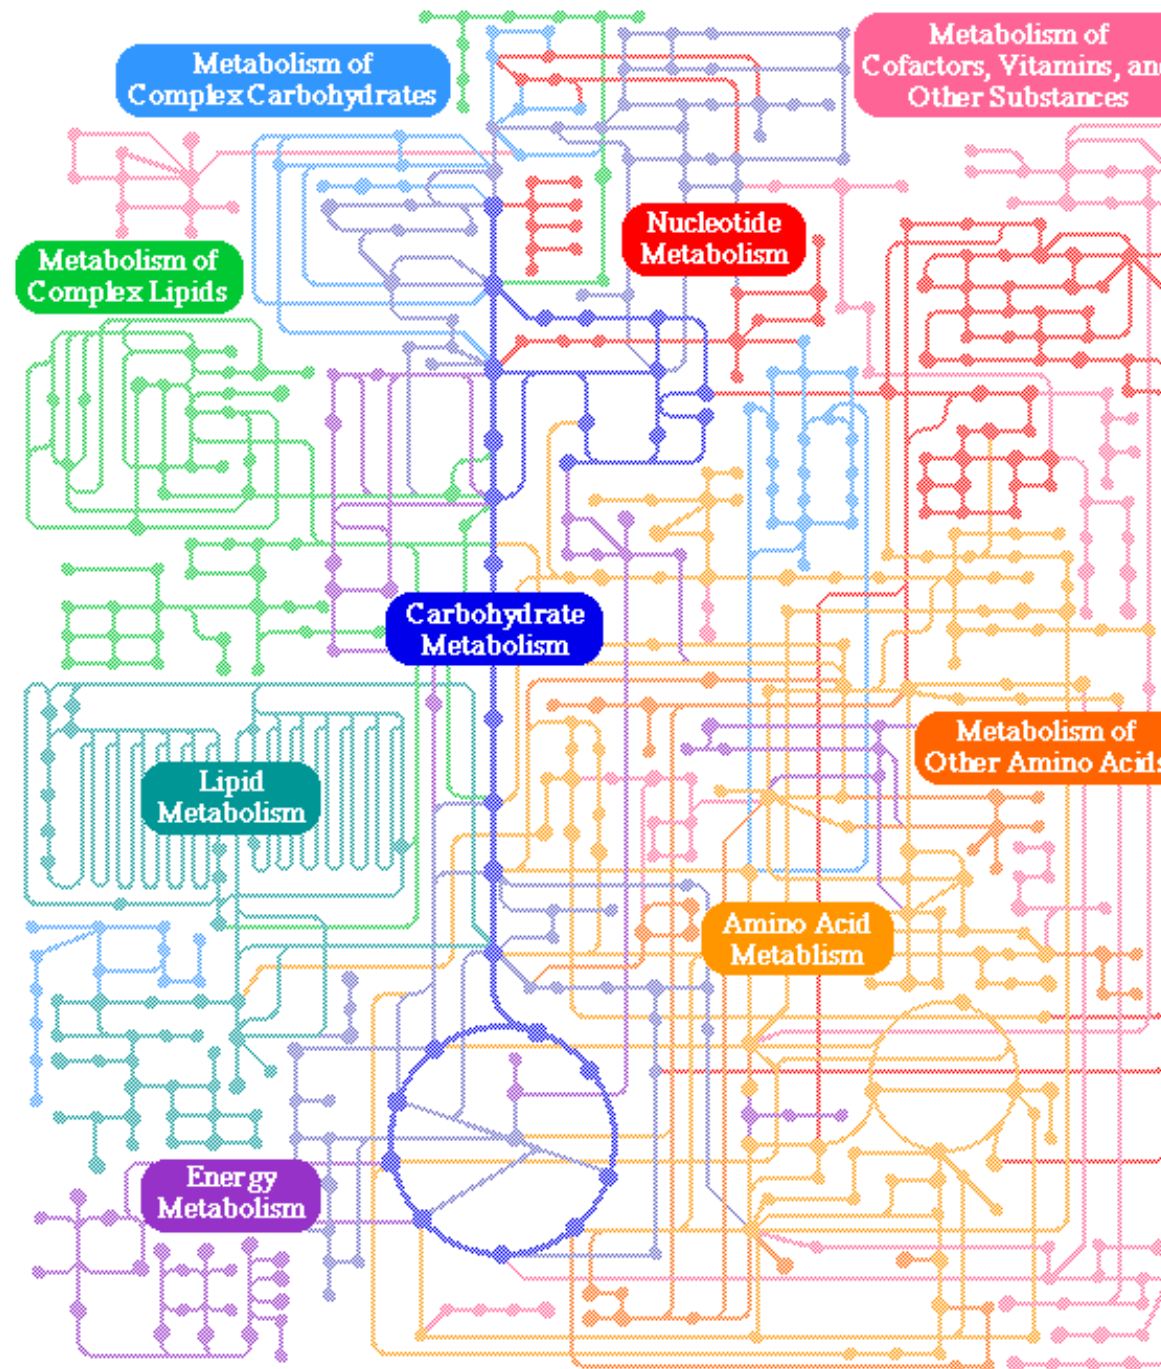 Metabolism of
Complex Carbohydrates
Metabolism of
Cofactors, Vitamins, and
Other Substances
Nucleotide
Metabolism
Metabolism of
Complex Lipids
Carbohydrate
Metabolism
Metabolism of
Other Amino Acids
Lipid
Metabolism
Amino Acid
Metablism
Energy
Metabolism